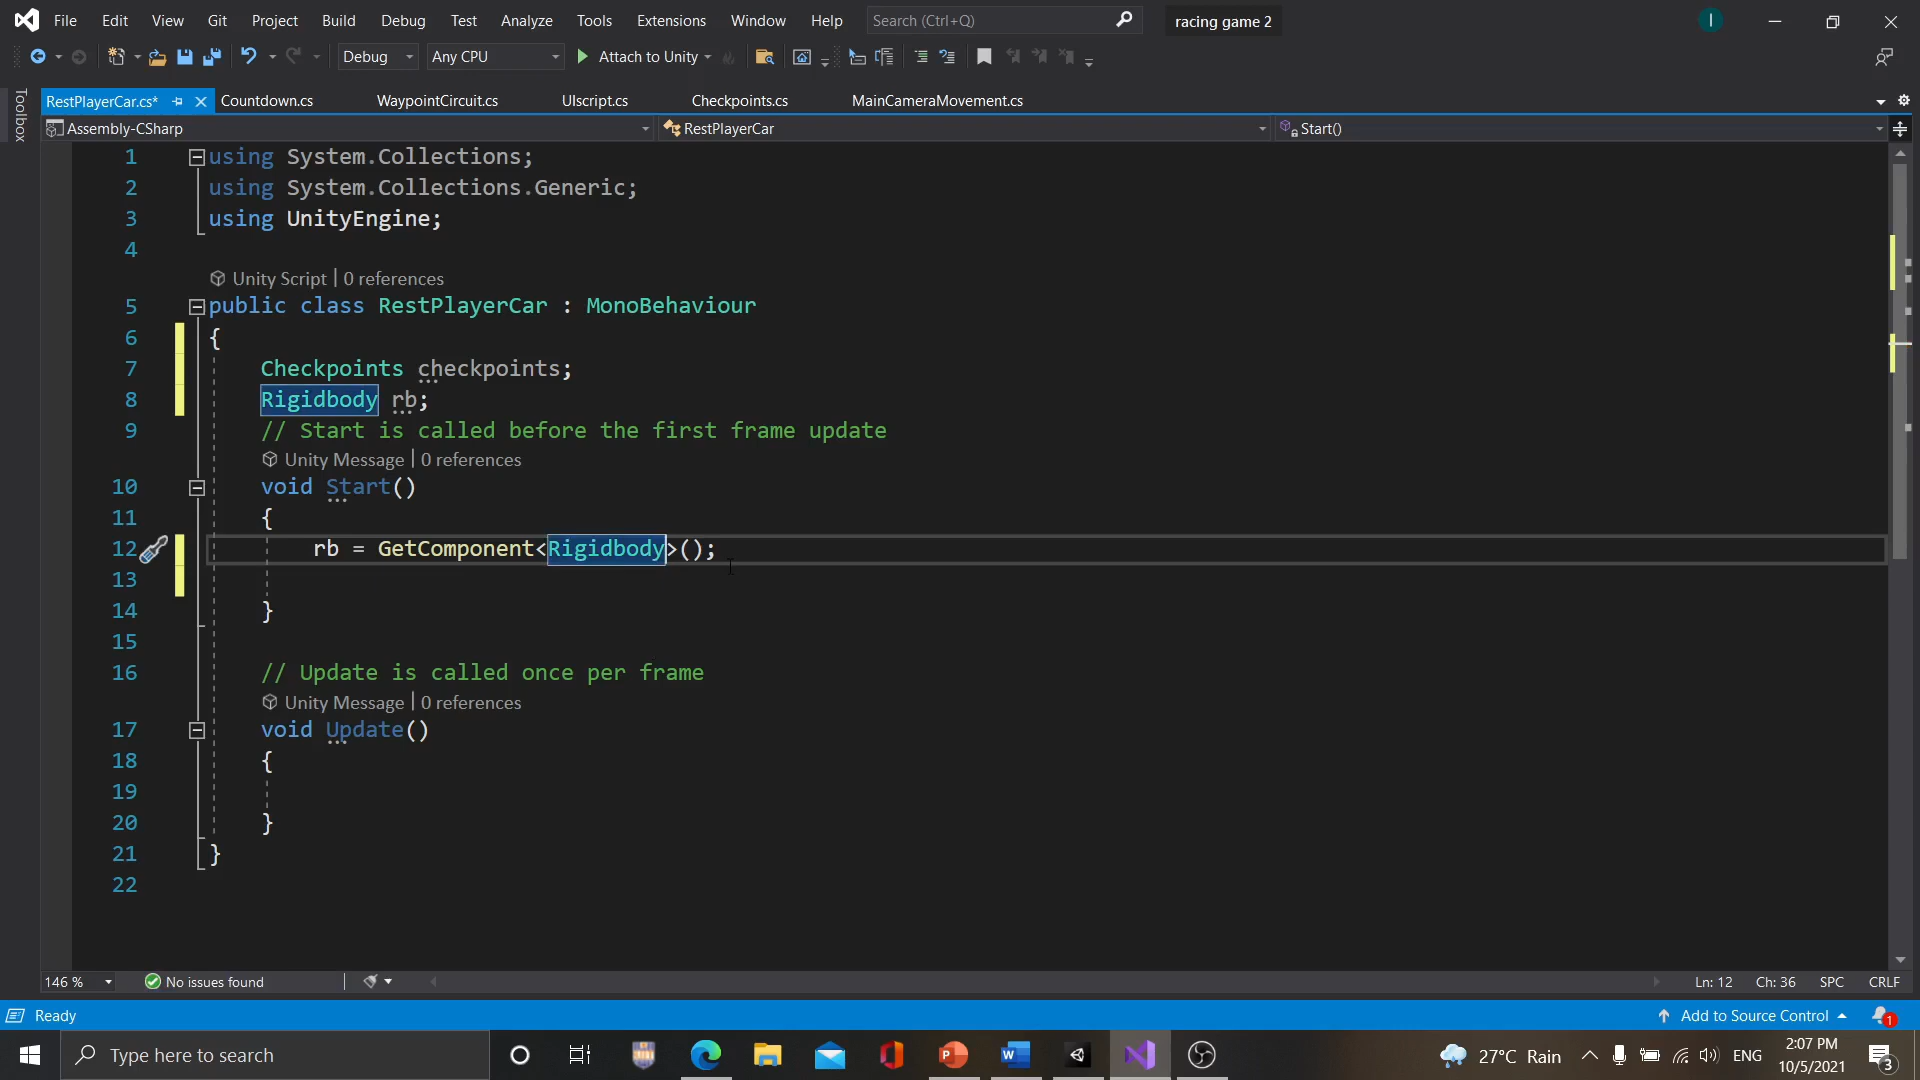 File Edit View Git Project Build Debug Test Analyze Tools Extensions Window Help Search (Ctrl+Q) racing game 2 I
Debug Any CPU Attach to Unity
Toolbox
RestPlayerCar.cs* Countdown.cs WaypointCircuit.cs UIscript.cs Checkpoints.cs MainCameraMovement.cs
Assembly-CSharp RestPlayerCar Start()
1 using System.Collections;
2 using System.Collections.Generic;
3 using UnityEngine;
4
Unity Script | 0 references
5 public class RestPlayerCar : MonoBehaviour
6 {
7 Checkpoints checkpoints;
8 Rigidbody rb;
9 // Start is called before the first frame update
Unity Message | 0 references
10 void Start()
11 {
12 rb = GetComponent<Rigidbody>();
13
14 }
15
16 // Update is called once per frame
Unity Message | 0 references
17 void Update()
18 {
19
20 }
21 }
22
146 % No issues found Ln: 12 Ch: 36 SPC CRLF
Ready Add to Source Control 1
Type here to search 27°C Rain ENG 2:07 PM
10/5/2021 3